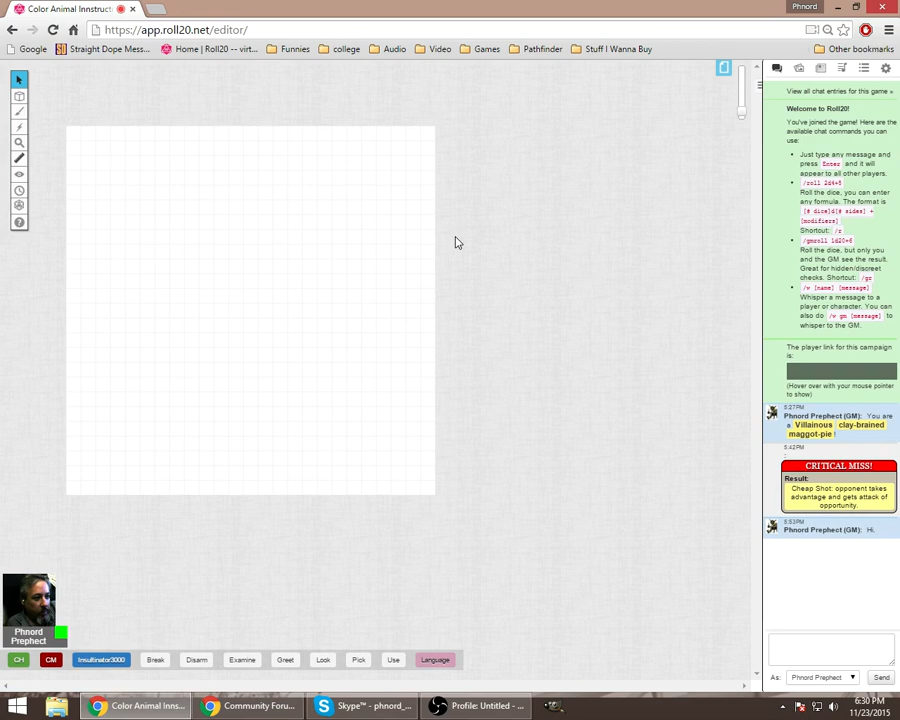 Color Animal Innstructi
Phnord
https://app.roll20.net/editor/
Google
Straight Dope Mess...
Home | Roll20 -- virt...
Funnies
college
Audio
Video
Games
Pathfinder
Stuff I Wanna Buy
Other bookmarks
View all chat entries for this game »
Welcome to Roll20!
You've joined the game! Here are the
available chat commands you can
use:
Just type any message and
press Enter and it will
appear to all other players.
/roll 2d4+5
Roll the dice, you can enter
any formula. The format is
[# dice]d[# sides] +
[modifiers]
Shortcut: /r
/gmroll 1d20+6
Roll the dice, but only you
and the GM see the result.
Great for hidden/discreet
checks. Shortcut: /gr
/w [name] [message]
Whisper a message to a
player or character. You can
also do /w gm [message] to
whisper to the GM.
The player link for this campaign
is:
(Hover over with your mouse pointer
to show)
5:27PM
Phnord Prephect (GM): You are
a Villainous clay-brained
maggot-pie !
5:42PM
:
CRITICAL MISS!
Result:
Cheap Shot: opponent takes
advantage and gets attack of
opportunity.
5:53PM
Phnord Prephect (GM): Hi.
Phnord
Prephect
CH
CM
Insultinator3000
Break
Disarm
Examine
Greet
Look
Pick
Use
Language
As:
Phnord Prephect
Send
Color Animal Inns...
Community Foru...
Skype™ - phnord_...
Profile: Untitled - ...
6:30 PM
11/23/2015